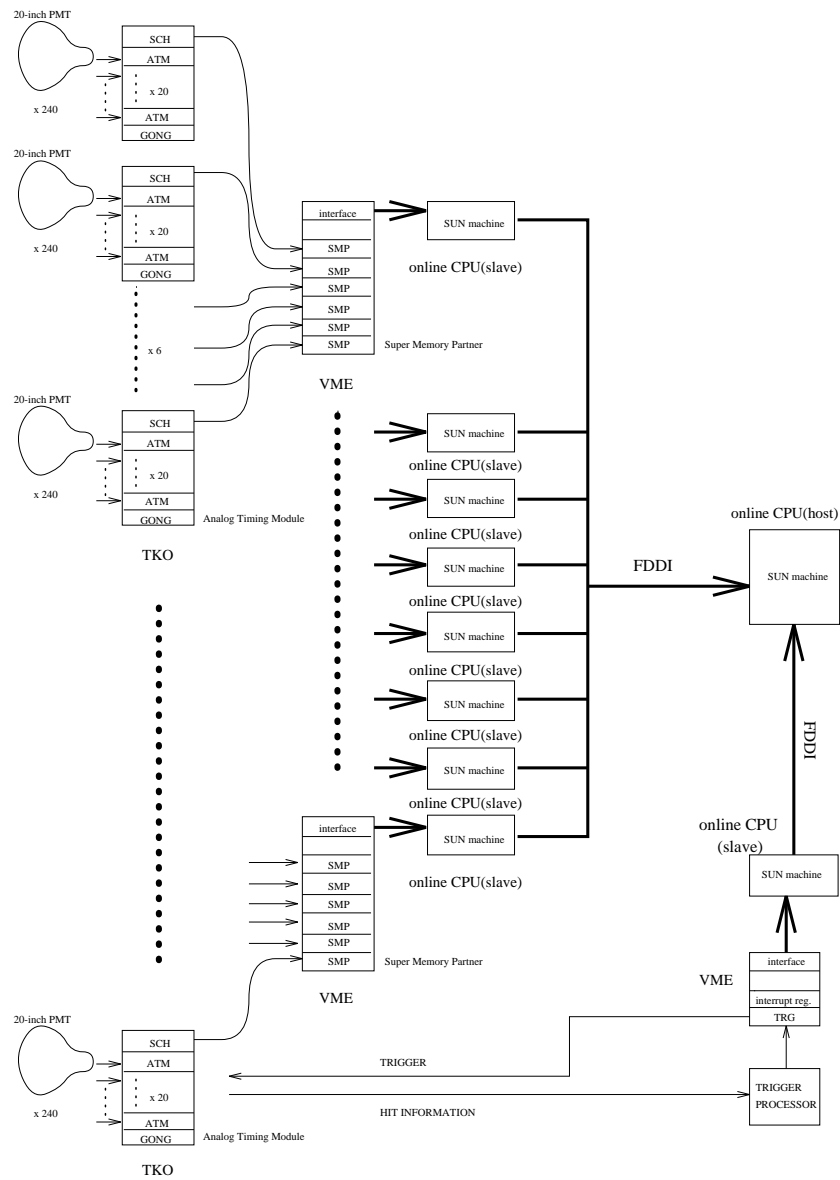 20-inch PMT
x 240
SCH
ATM
x 20
ATM
GONG
20-inch PMT
x 240
SCH
ATM
x 20
ATM
GONG
x 6
20-inch PMT
x 240
SCH
ATM
x 20
ATM
GONG
Analog Timing Module
TKO
interface
SMP
SMP
SMP
SMP
SMP
SMP
Super Memory Partner
VME
SUN machine
online CPU(slave)
SUN machine
online CPU(slave)
SUN machine
online CPU(slave)
SUN machine
online CPU(slave)
SUN machine
online CPU(slave)
SUN machine
online CPU(slave)
SUN machine
online CPU(slave)
SUN machine
online CPU(slave)
interface
SMP
SMP
SMP
SMP
SMP
SMP
Super Memory Partner
VME
FDDI
online CPU(host)
SUN machine
FDDI
online CPU
(slave)
SUN machine
VME
interface
interrupt reg.
TRG
TRIGGER
PROCESSOR
TRIGGER
HIT INFORMATION
20-inch PMT
x 240
SCH
ATM
x 20
ATM
GONG
Analog Timing Module
TKO